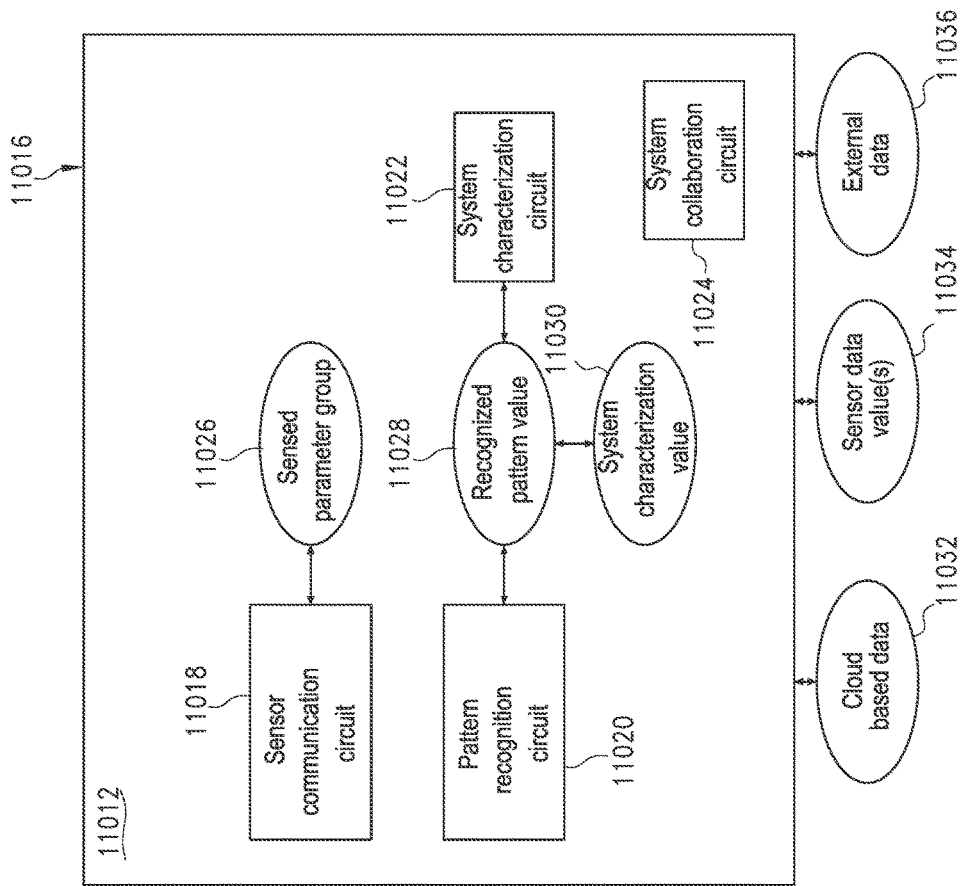 11016
11012
11018
Sensor
communication
circuit
11026
Sensed
parameter group
11022
System
characterization
circuit
11028
Recognized
pattern value
Pattern
recognition
circuit
11020
11030
System
characterization
value
System
collaboration
circuit
11024
Cloud
based data
11032
Sensor data
value(s)
11034
External
data
11036